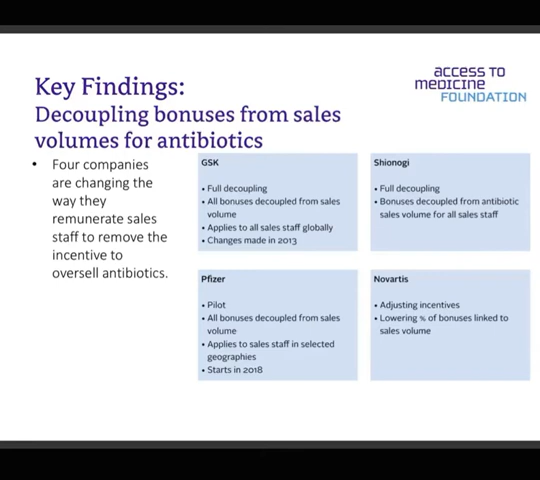 Key Findings:
Decoupling bonuses from sales
volumes for antibiotics
access to
medicine
FOUNDATION
• Four companies
are changing the
way they
remunerate sales
staff to remove the
incentive to
oversell antibiotics.
GSK
• Full decoupling
• All bonuses decoupled from sales
volume
• Applies to all sales staff globally
• Changes made in 2013
Shionogi
• Full decoupling
• Bonuses decoupled from antibiotic
sales volume for all sales staff
Pfizer
• Pilot
• All bonuses decoupled from sales
volume
• Applies to sales staff in selected
geographies
• Starts in 2018
Novartis
• Adjusting incentives
• Lowering % of bonuses linked to
sales volume